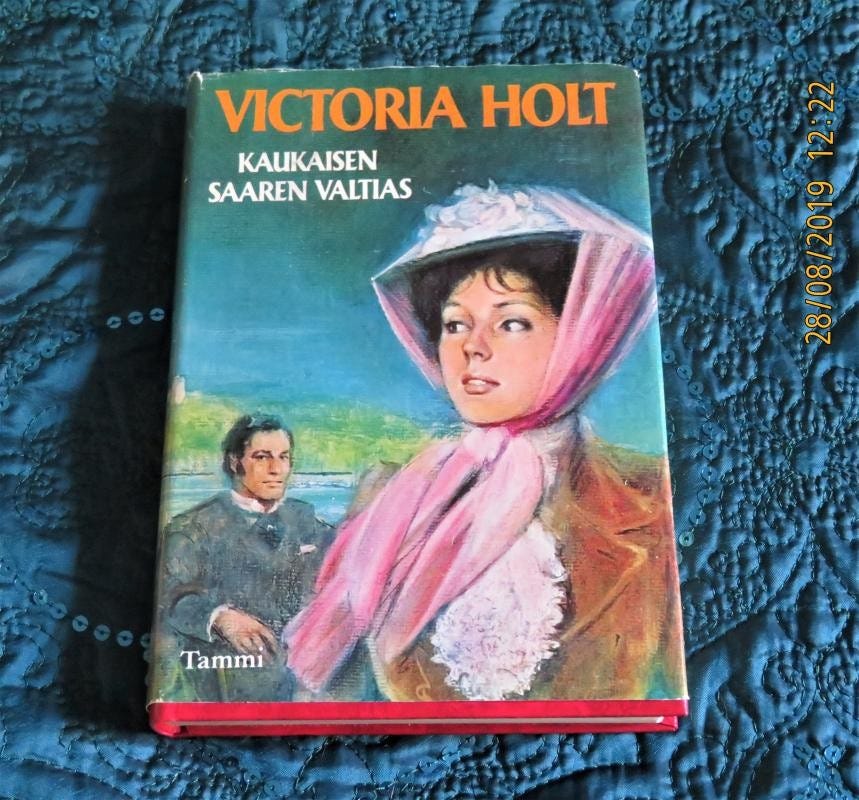 VICTORIA HOLT
KAUKAISEN
SAAREN VALTIAS
Tammi
28/08/2019 12:22